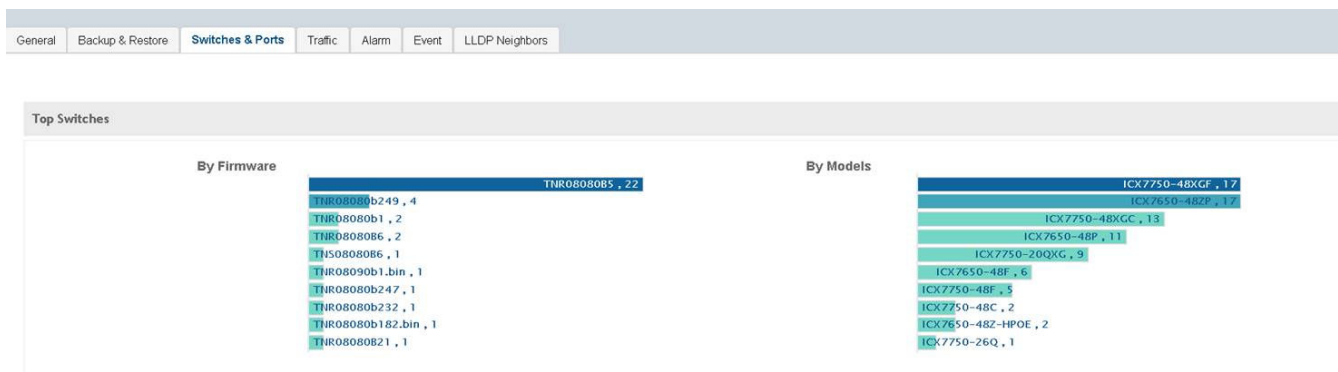 General Backup & Restore Switches & Ports Traffic Alarm Event LLDP Neighbors
Top Switches
By Firmware
TNR08080B5 , 22
TNR08080b249 , 4
TNR08080b1 , 2
TNR08080B6 , 2
TNS08080B6 , 1
TNR08090b1.bin , 1
TNR08080b247 , 1
TNR08080b232 , 1
TNR08080b182.bin , 1
TNR08080B21 , 1
By Models
ICX7750-48XGF , 17
ICX7650-48ZP , 17
ICX7750-48XGC , 13
ICX7650-48P , 11
ICX7750-20QXG , 9
ICX7650-48F , 6
ICX7750-48F , 5
ICX7750-48C , 2
ICX7650-48Z-HPOE , 2
ICX7750-26Q , 1